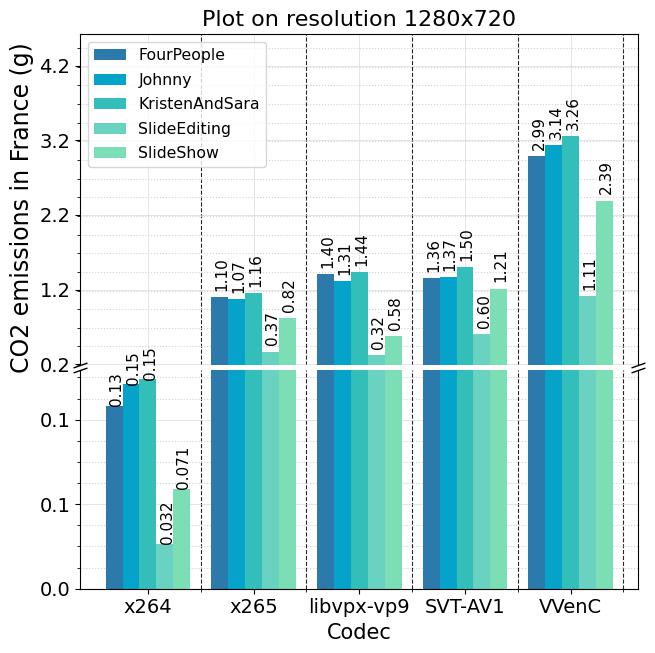 Plot on resolution 1280x720
CO2 emissions in France (g)
FourPeople
Johnny
KristenAndSara
SlideEditing
SlideShow
4.2
3.2
2.2
1.2
0.2
0.1
0.1
0.0
0.13
0.15
0.15
0.032
0.071
1.10
1.07
1.16
0.37
0.82
1.40
1.31
1.44
0.32
0.58
1.36
1.37
1.50
0.60
1.21
2.99
3.14
3.26
1.11
2.39
x264
x265
libvpx-vp9
SVT-AV1
VVenC
Codec